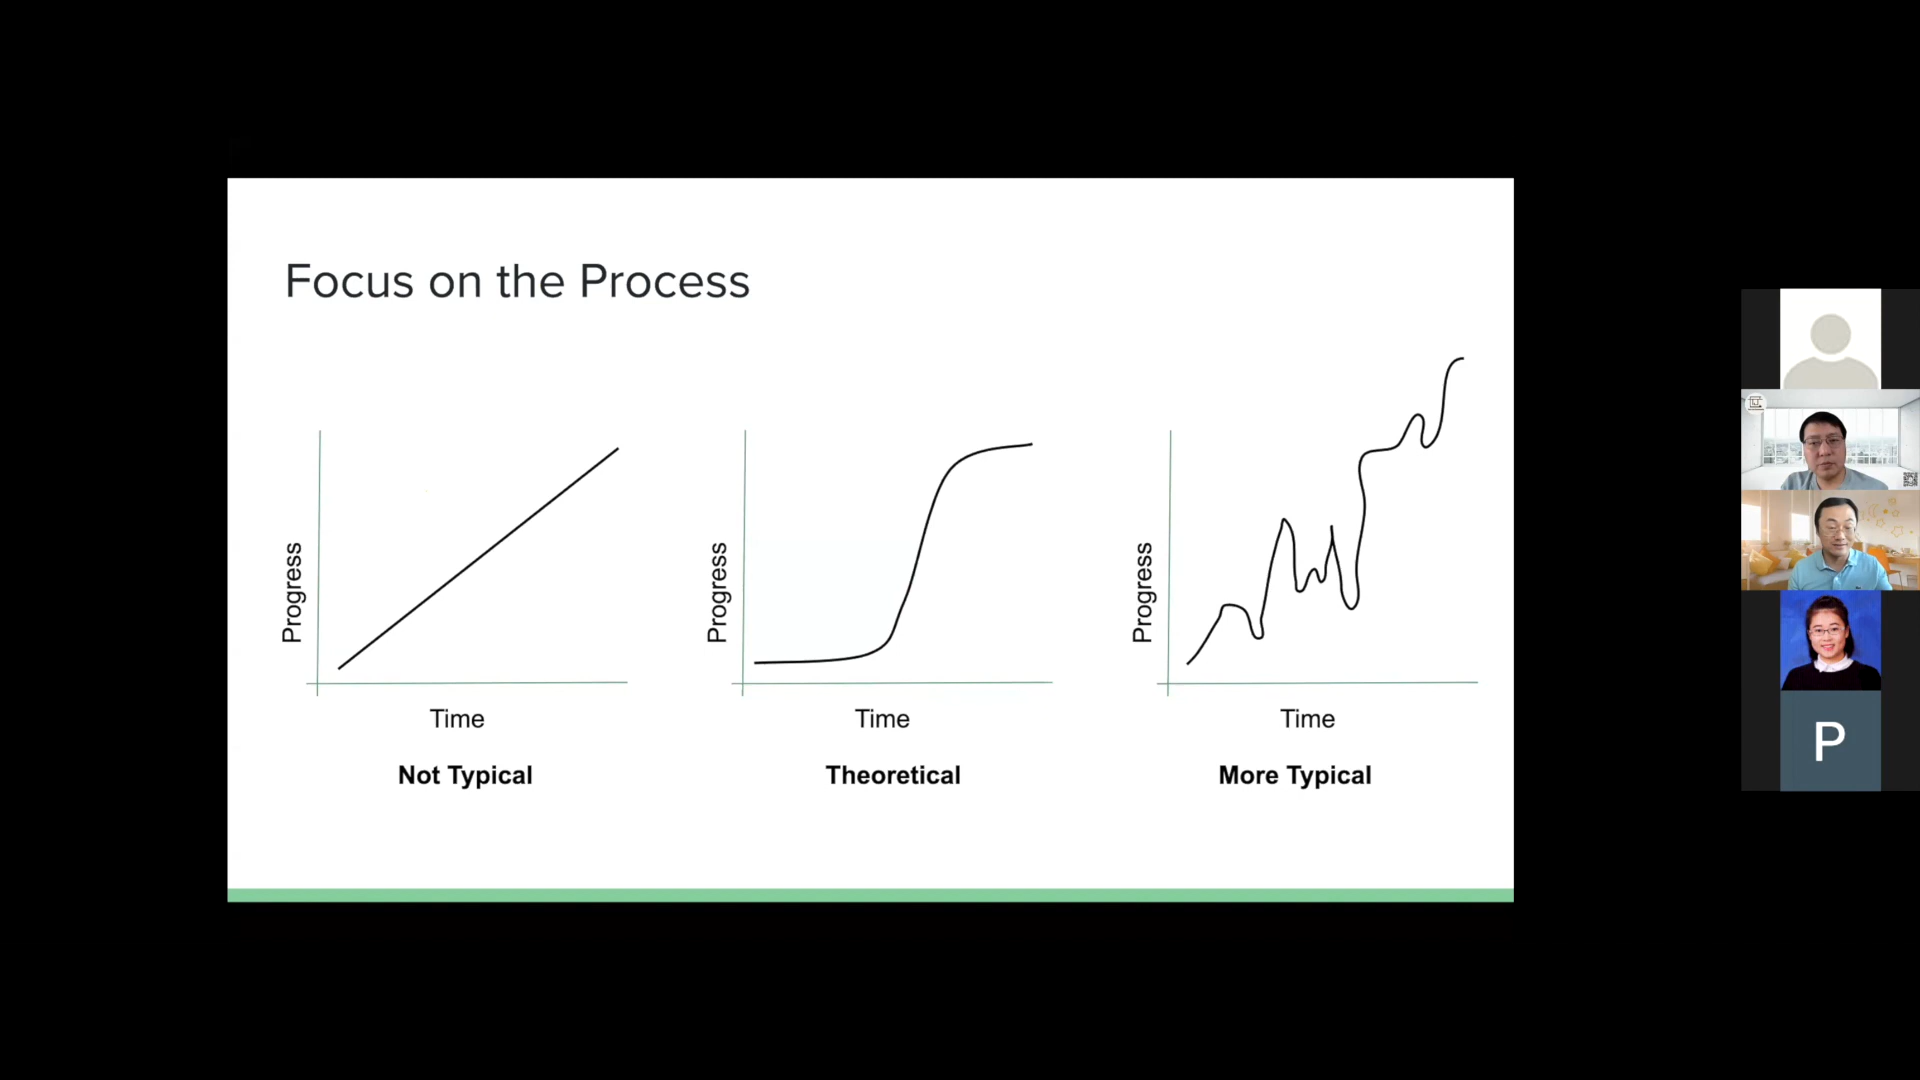 Focus on the Process
Progress
Time
Not Typical
Progress
Time
Theoretical
Progress
Time
More Typical
P